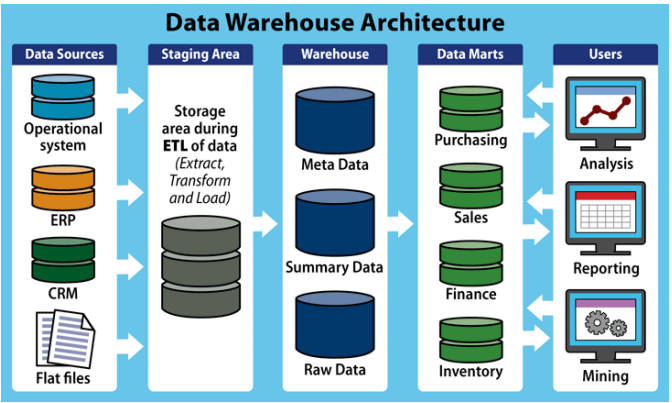 Data Warehouse Architecture
Data Sources
Operational
system
ERP
CRM
Flat files
Staging Area
Storage
area during
ETL of data
(Extract,
Transform
and Load)
Warehouse
Meta Data
Summary Data
Raw Data
Data Marts
Purchasing
Sales
Finance
Inventory
Users
Analysis
Reporting
Mining